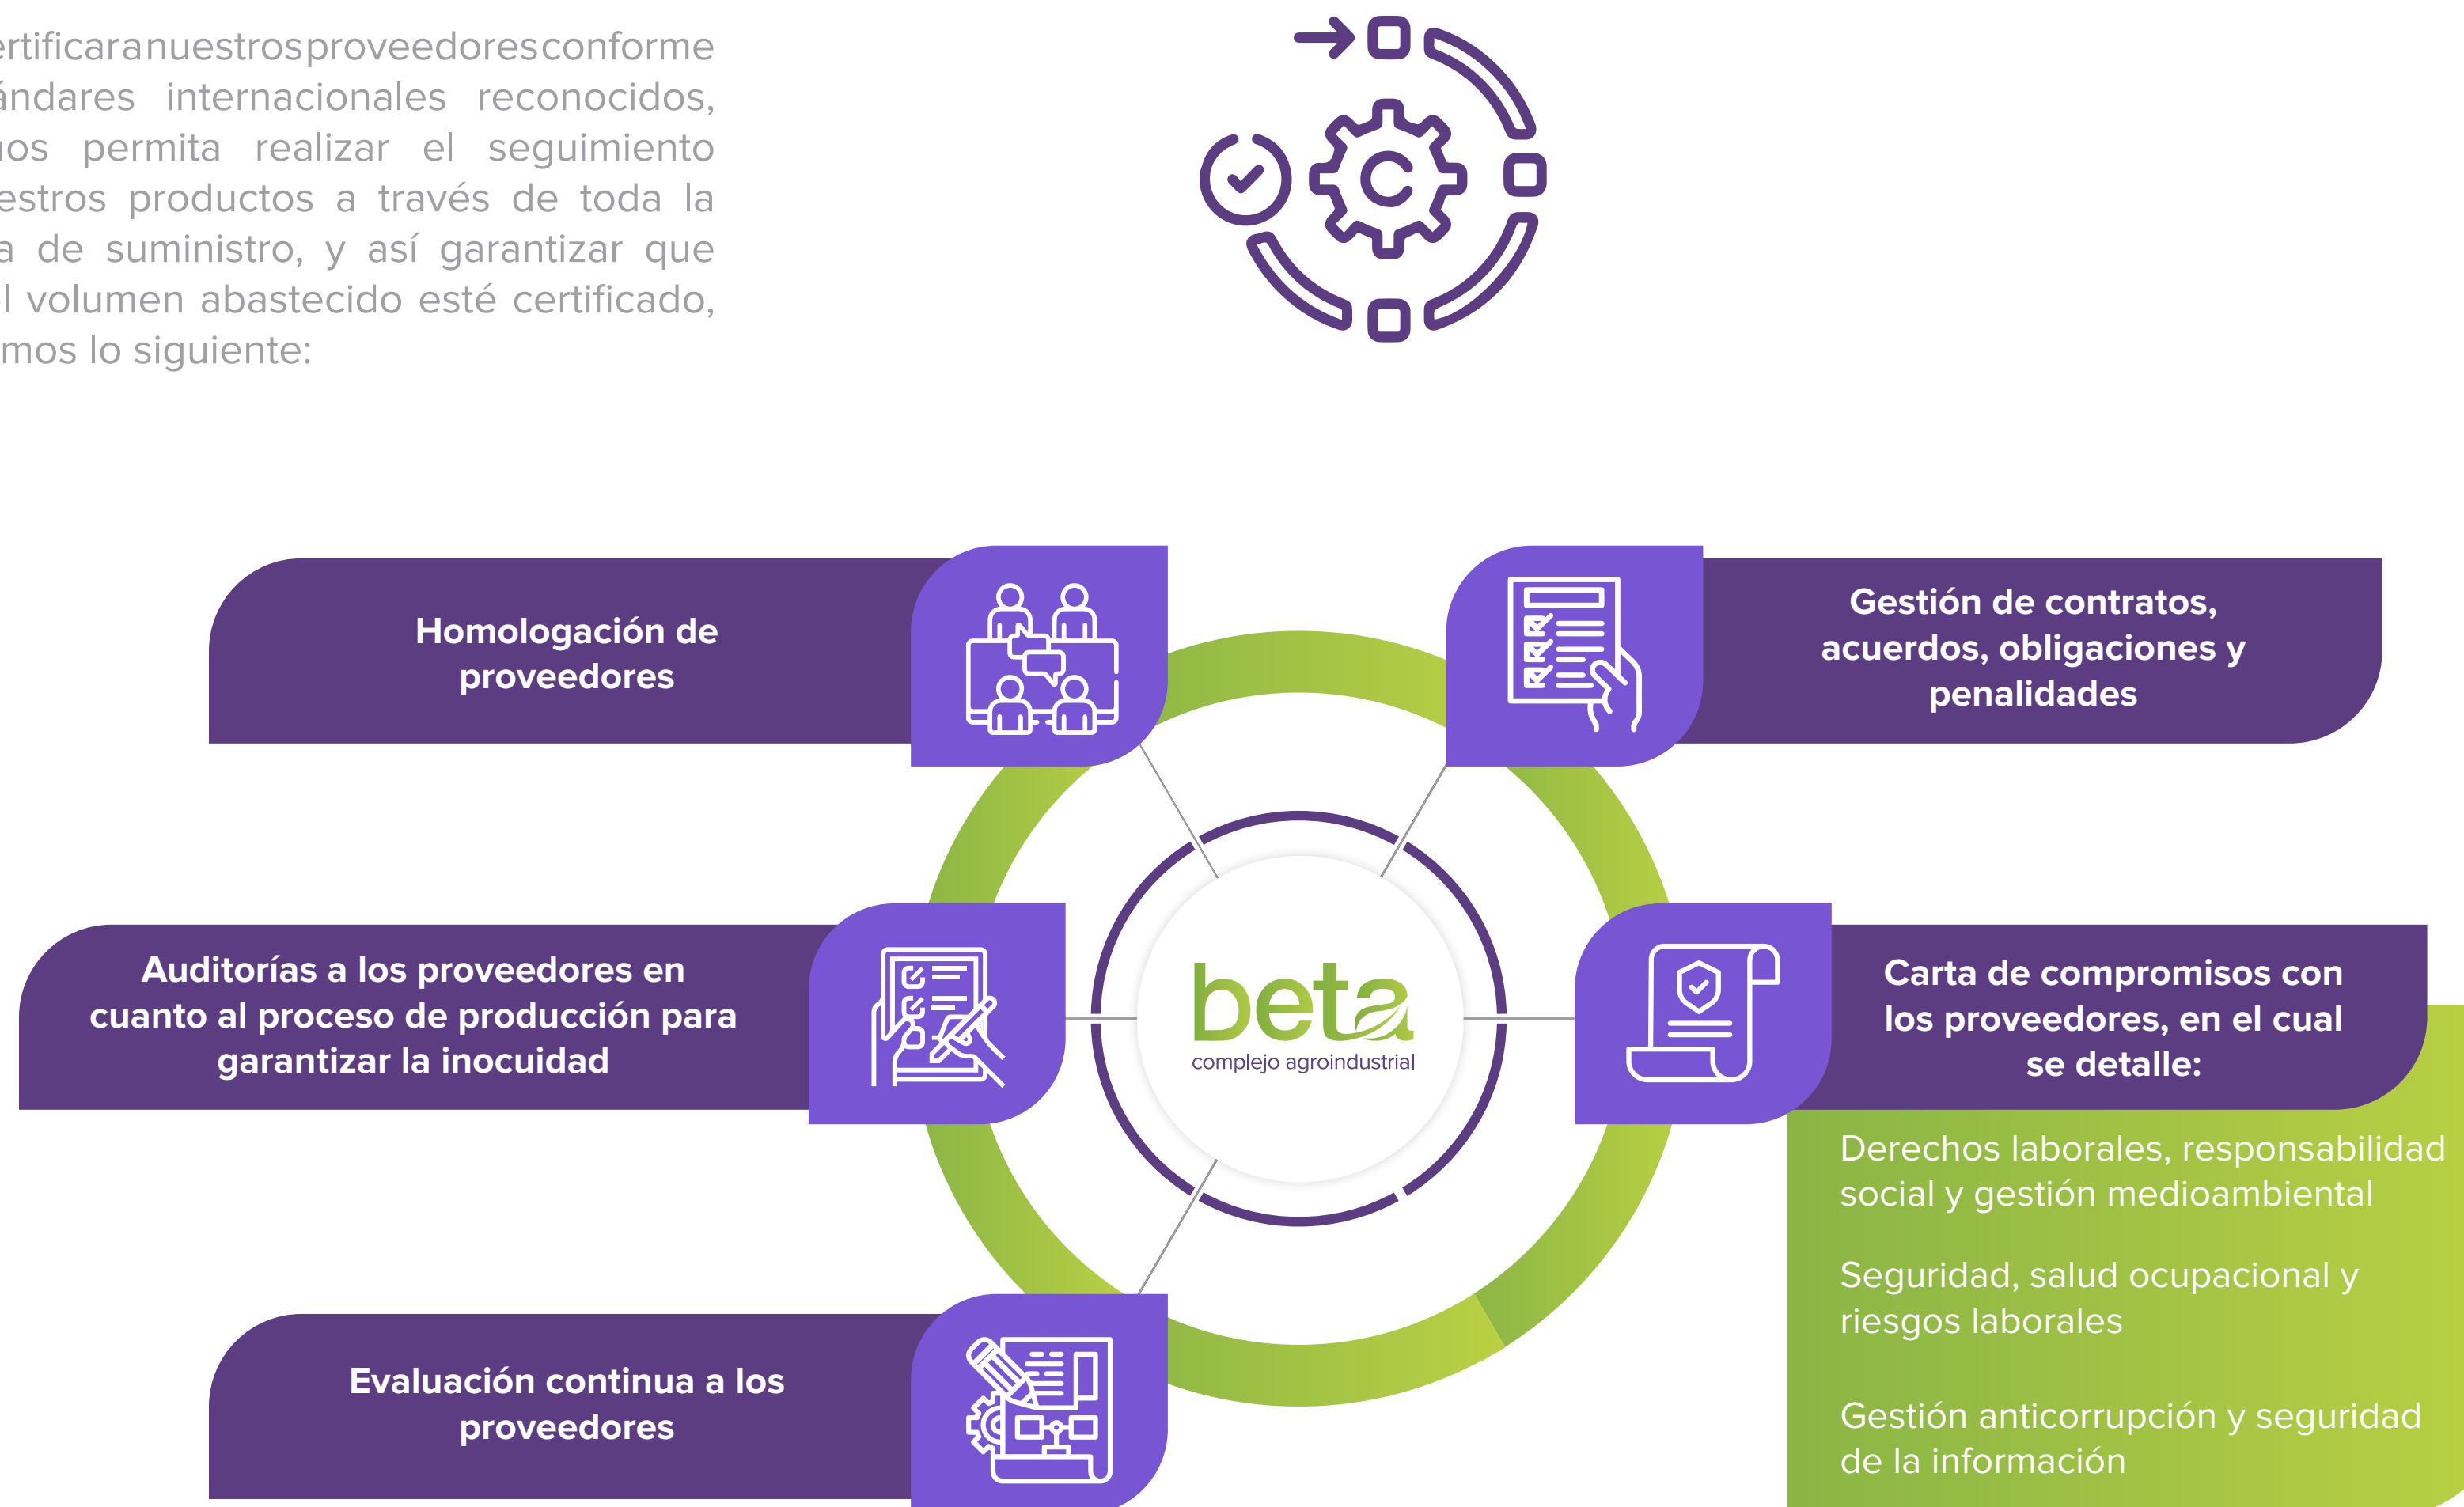 ertificar a nuestros proveedores conforme
ándares internacionales reconocidos,
nos permita realizar el seguimiento
estros productos a través de toda la
a de suministro, y así garantizar que
l volumen abastecido esté certificado,
mos lo siguiente:
Homologación de
proveedores
Gestión de contratos,
acuerdos, obligaciones y
penalidades
Auditorías a los proveedores en
cuanto al proceso de producción para
garantizar la inocuidad
beta
complejo agroindustrial
Carta de compromisos con
los proveedores, en el cual
se detalle:
Derechos laborales, responsabilidad
social y gestión medioambiental
Seguridad, salud ocupacional y
riesgos laborales
Gestión anticorrupción y seguridad
de la información
Evaluación continua a los
proveedores